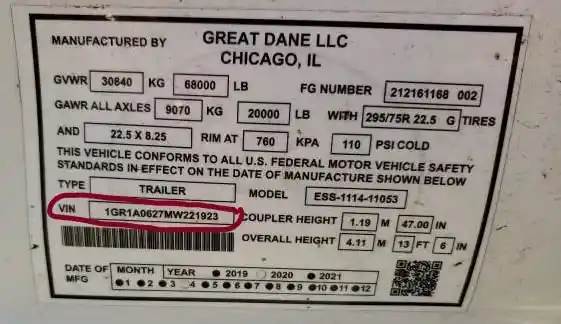 MANUFACTURED BY GREAT DANE LLC
CHICAGO, IL
GVWR 30840 KG 68000 LB FG NUMBER 212161168 002
GAWR ALL AXLES 9070 KG 20000 LB WITH 295/75R 22.5 G TIRES
AND 22.5 X 8.25 RIM AT 760 KPA 110 PSI COLD
THIS VEHICLE CONFORMS TO ALL U.S. FEDERAL MOTOR VEHICLE SAFETY
STANDARDS IN EFFECT ON THE DATE OF MANUFACTURE SHOWN BELOW
TYPE TRAILER MODEL ESS-1114-11053
VIN 1GR1A0627MW221923 COUPLER HEIGHT 1.19 M 47.00 IN
OVERALL HEIGHT 4.11 M 13 FT 6 IN
DATE OF MFG MONTH YEAR 2019 2020 2021
1 2 3 4 5 6 7 8 9 10 11 12